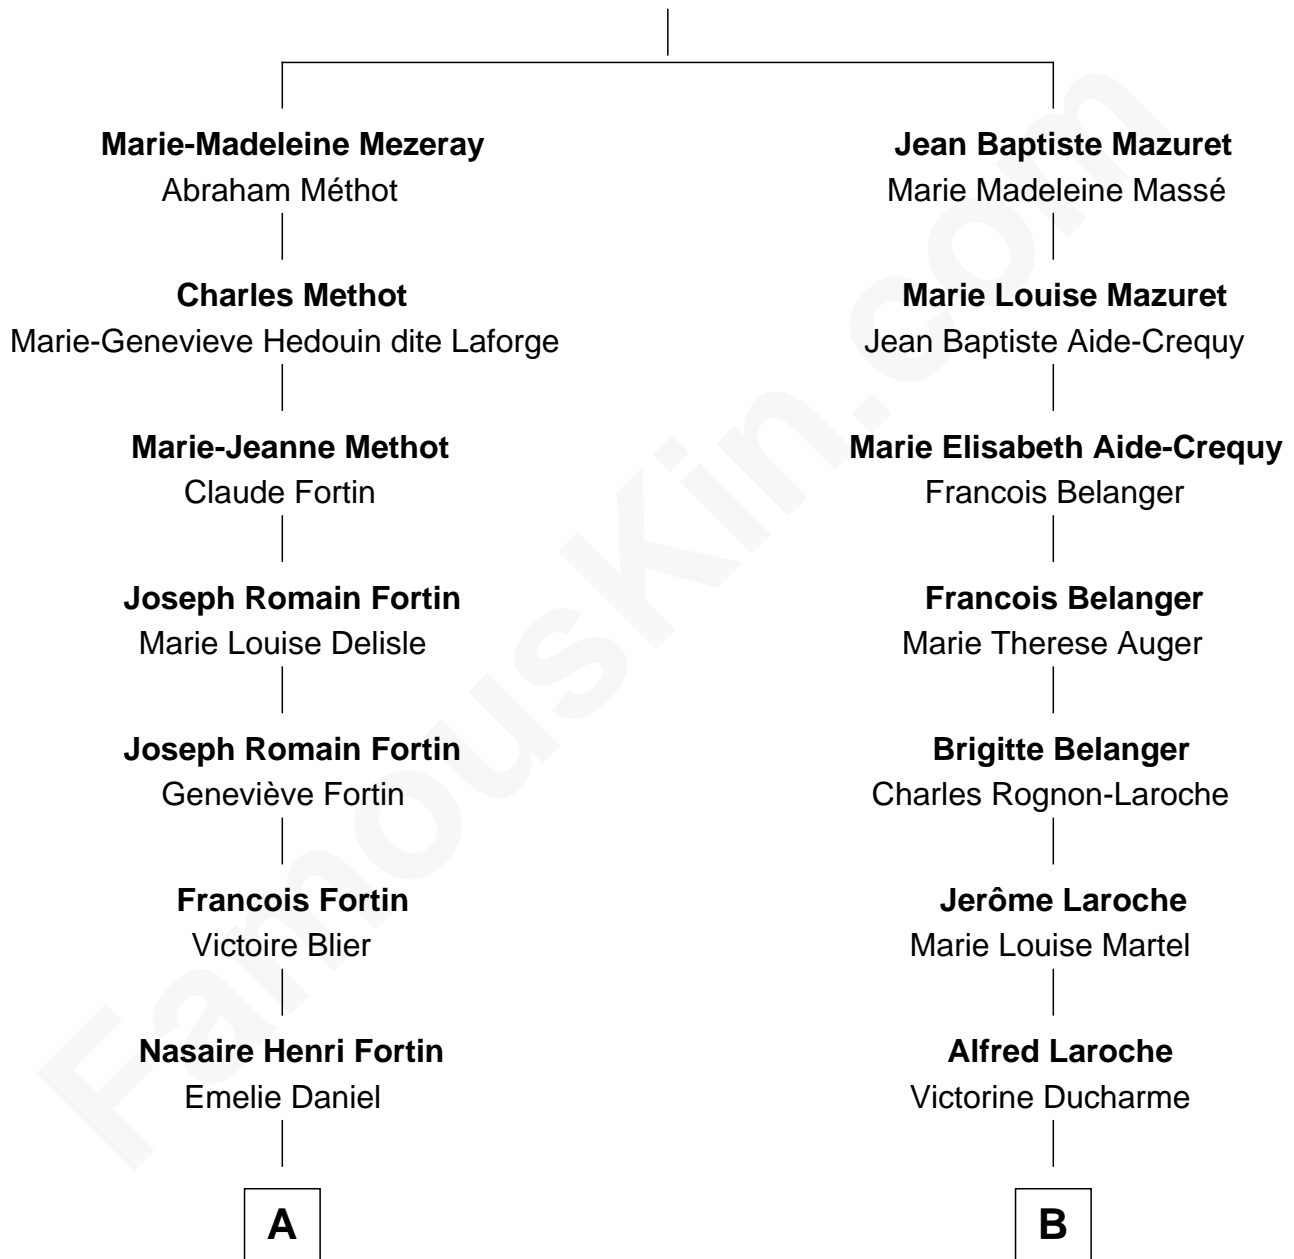 Marie-Madeleine Mezeray
Abraham Méthot
Charles Methot
Marie-Genevieve Hedouin dite Laforge
Marie-Jeanne Methot
Claude Fortin
Joseph Romain Fortin
Marie Louise Delisle
Joseph Romain Fortin
Geneviève Fortin
Francois Fortin
Victoire Blier
Nasaire Henri Fortin
Emelie Daniel
A
Jean Baptiste Mazuret
Marie Madeleine Massé
Marie Louise Mazuret
Jean Baptiste Aide-Crequy
Marie Elisabeth Aide-Crequy
Francois Belanger
Francois Belanger
Marie Therese Auger
Brigitte Belanger
Charles Rognon-Laroche
Jerôme Laroche
Marie Louise Martel
Alfred Laroche
Victorine Ducharme
B
FamousKin.com